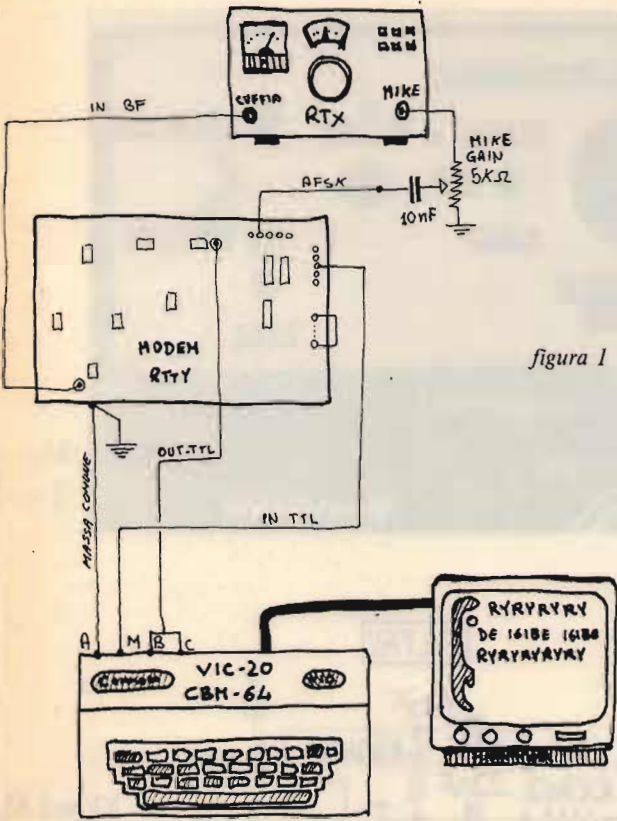 CUFFIA
MIKE
RTX
IN BF
MIKE
GAIN
5KΩ
AFSK
10nF
MODEM
RTTY
figura 1
OUT-TTL
MASSA COMUNE
IN TTL
A
M
B
C
VIC-20
CBM-64
RYRYRYRY
DE I6IBE I6IBE
RYRYRYRYRY